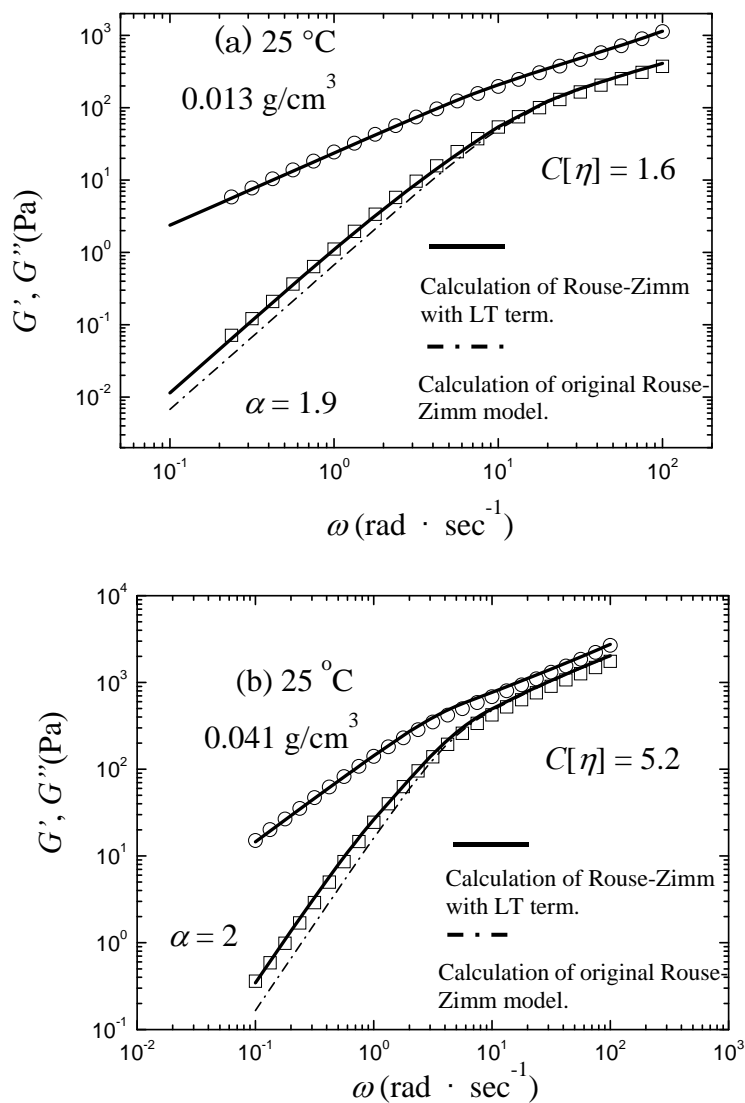 10³
(a) 25 °C
10²
0.013 g/cm³
10¹
C[η] = 1.6
10⁰
G', G''(Pa)
Calculation of Rouse-Zimm
with LT term.
10⁻¹
10⁻²
α = 1.9
Calculation of original Rouse-
Zimm model.
10⁻¹ 10⁰ 10¹ 10²
ω (rad · sec⁻¹)
10⁴
(b) 25 °C
10³
0.041 g/cm³
C[η] = 5.2
10²
G', G''(Pa)
10¹
Calculation of Rouse-Zimm
with LT term.
α = 2
10⁰
Calculation of original Rouse-
Zimm model.
10⁻¹
10⁻² 10⁻¹ 10⁰ 10¹ 10² 10³
ω (rad · sec⁻¹)